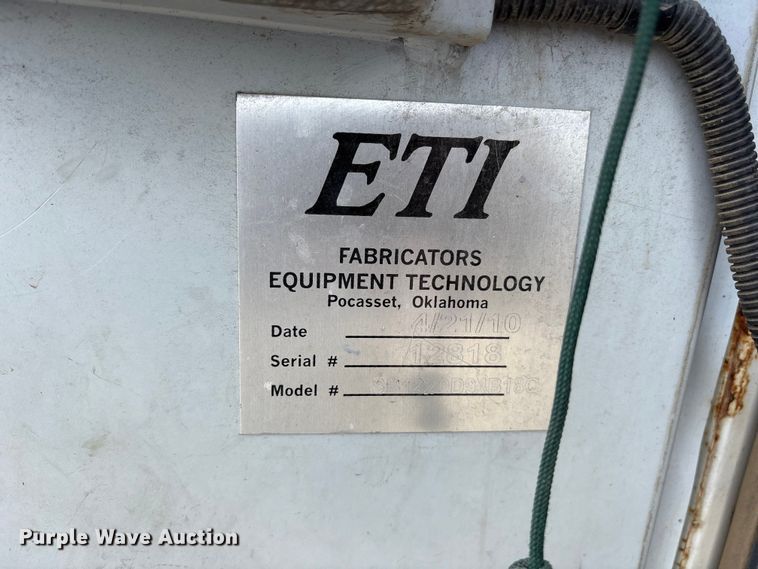 ETI
FABRICATORS
EQUIPMENT TECHNOLOGY
Pocasset, Oklahoma
Date 4/21/10
Serial # 12818
Model #
Purple Wave Auction